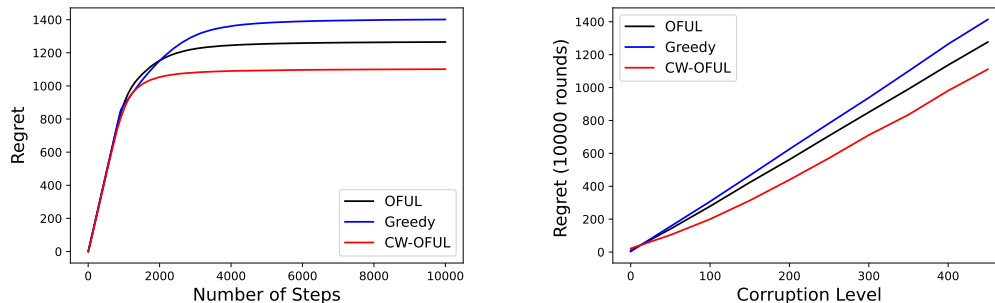 Regret
1400
1200
1000
800
600
400
200
0
OFUL
Greedy
CW-OFUL
0 2000 4000 6000 8000 10000
Number of Steps
Regret (10000 rounds)
1400
1200
1000
800
600
400
200
0
OFUL
Greedy
CW-OFUL
0 100 200 300 400
Corruption Level